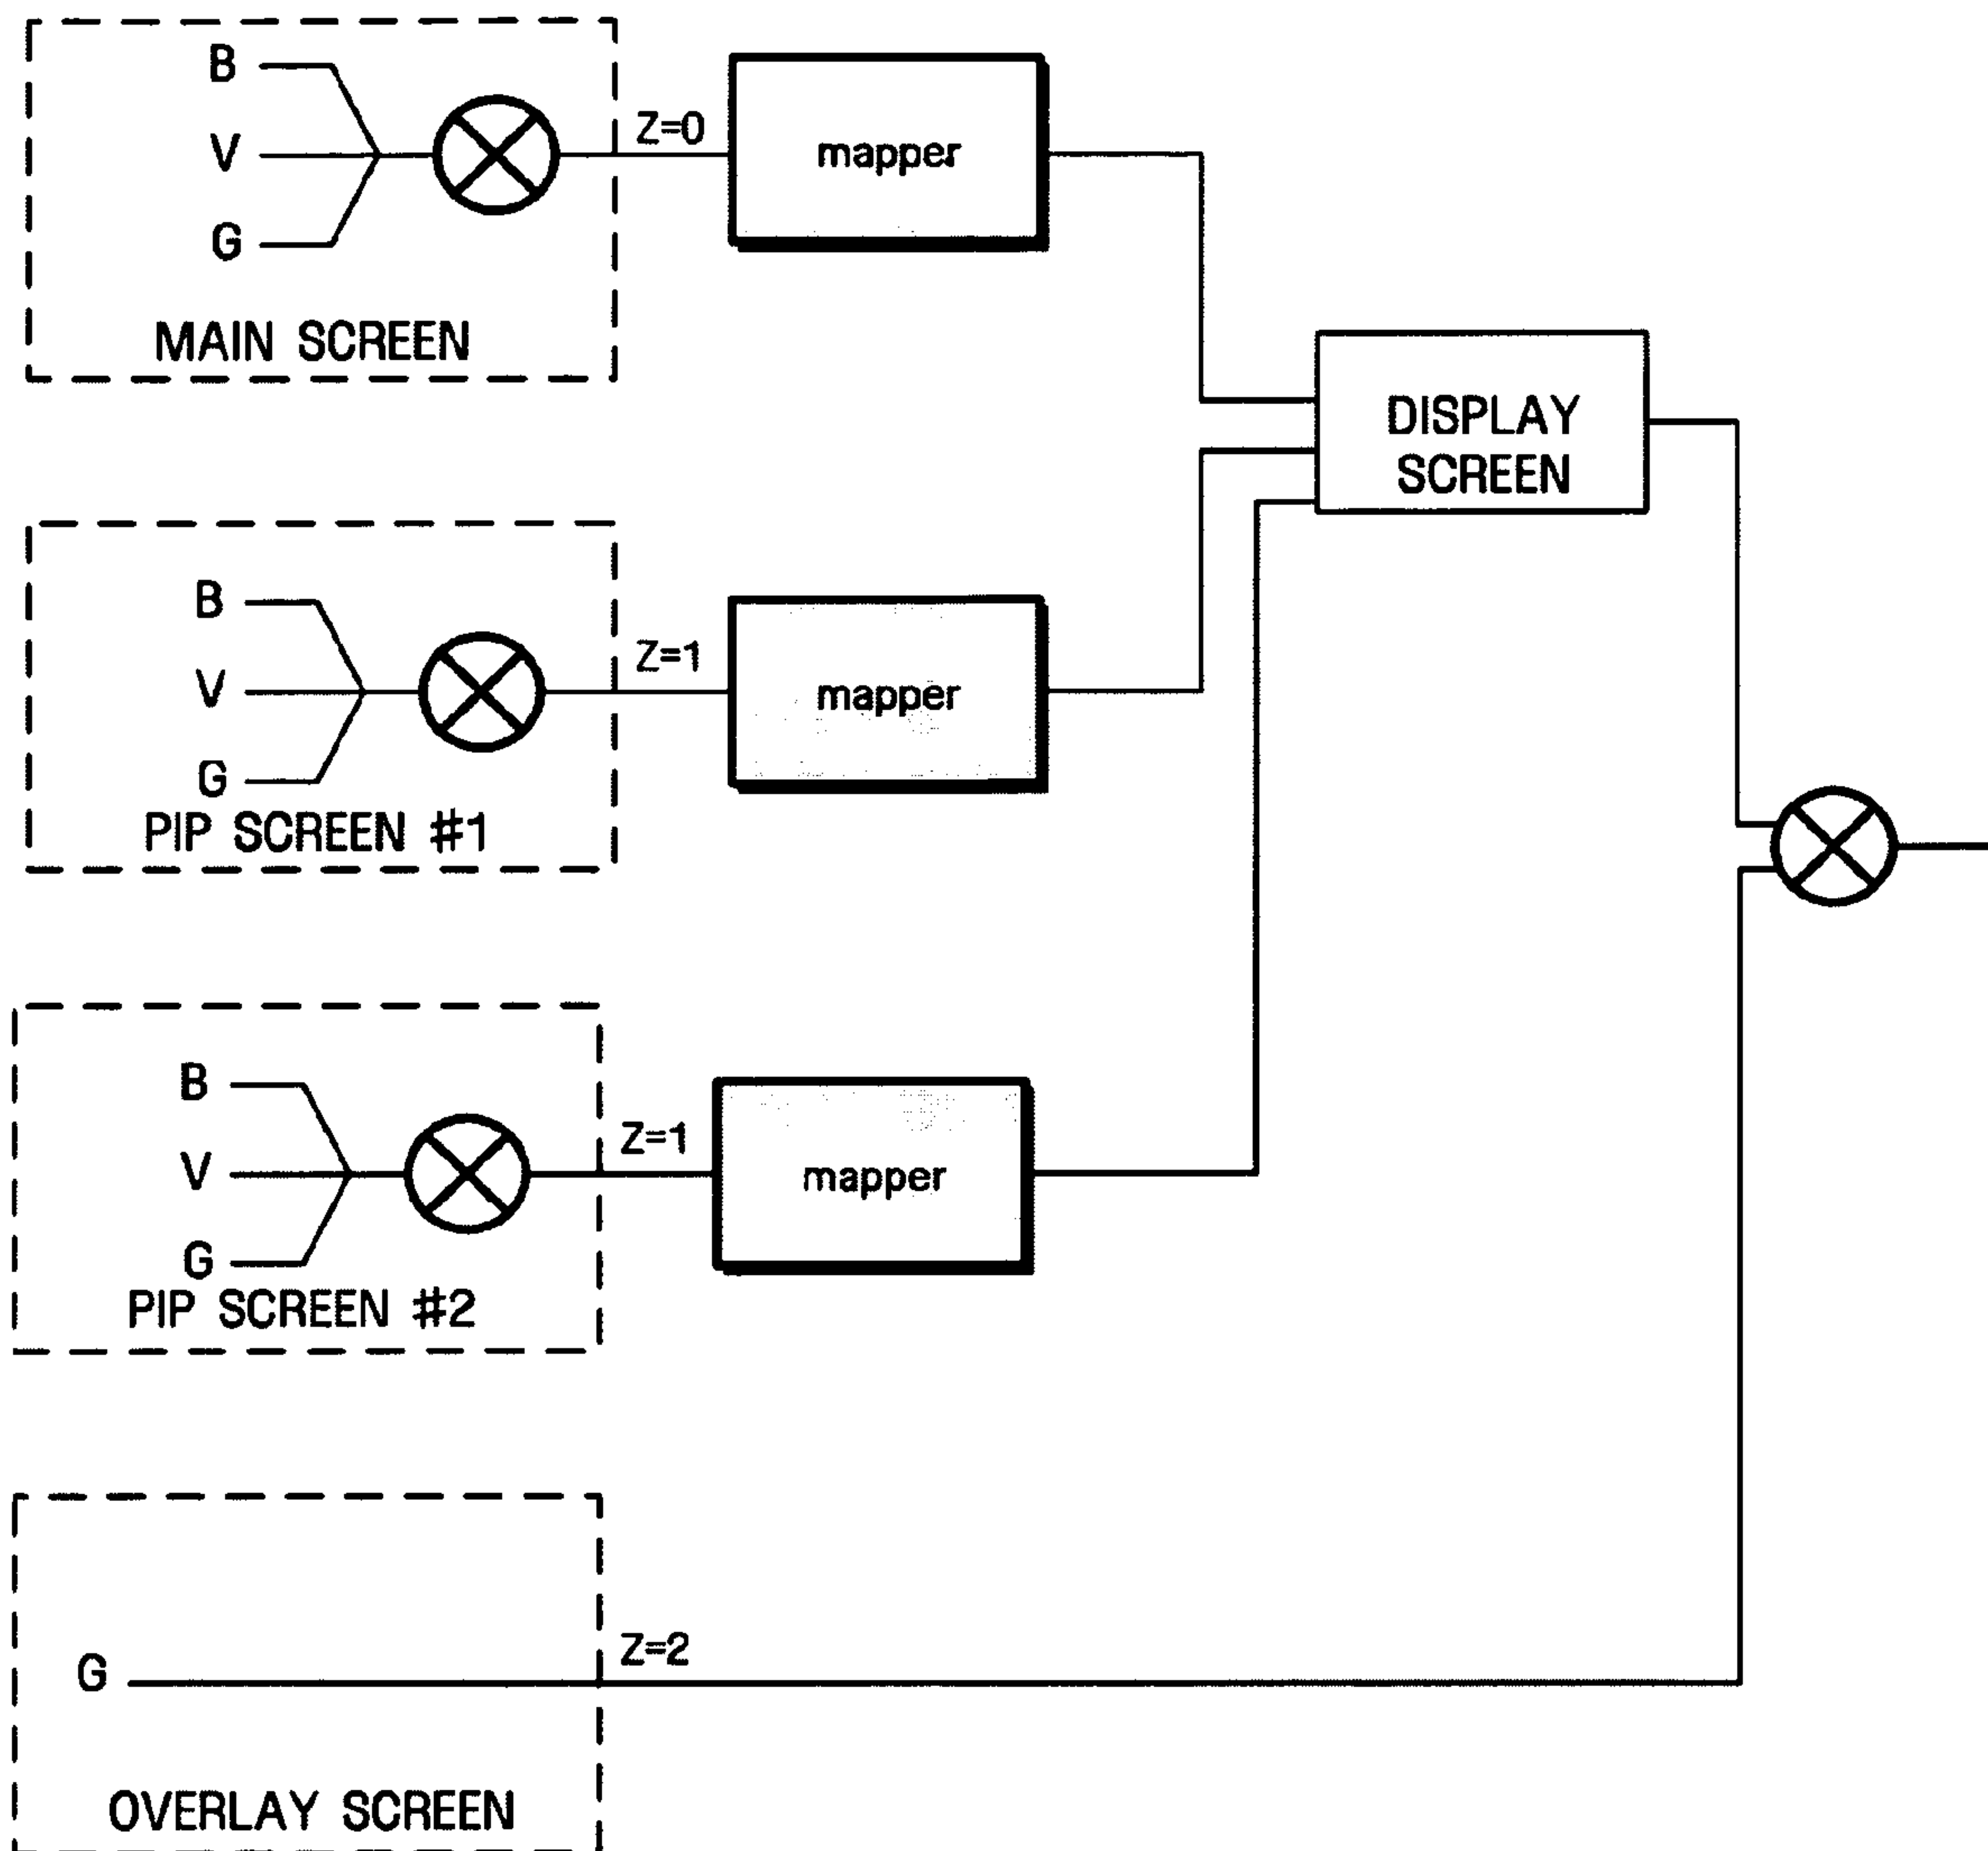 B
V
G
MAIN SCREEN
Z=0
mapper
DISPLAY
SCREEN
B
V
G
PIP SCREEN #1
Z=1
mapper
B
V
G
PIP SCREEN #2
Z=1
mapper
G
Z=2
OVERLAY SCREEN